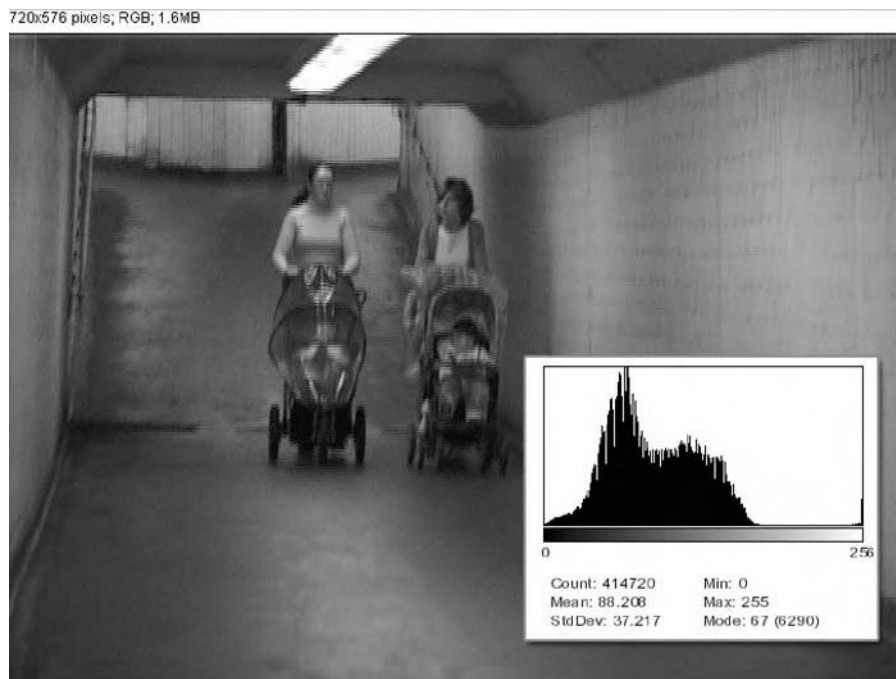 720x576 pixels; RGB; 1.6MB
0 256
Count: 414720 Min: 0
Mean: 88.208 Max: 255
StdDev: 37.217 Mode: 67 (6290)